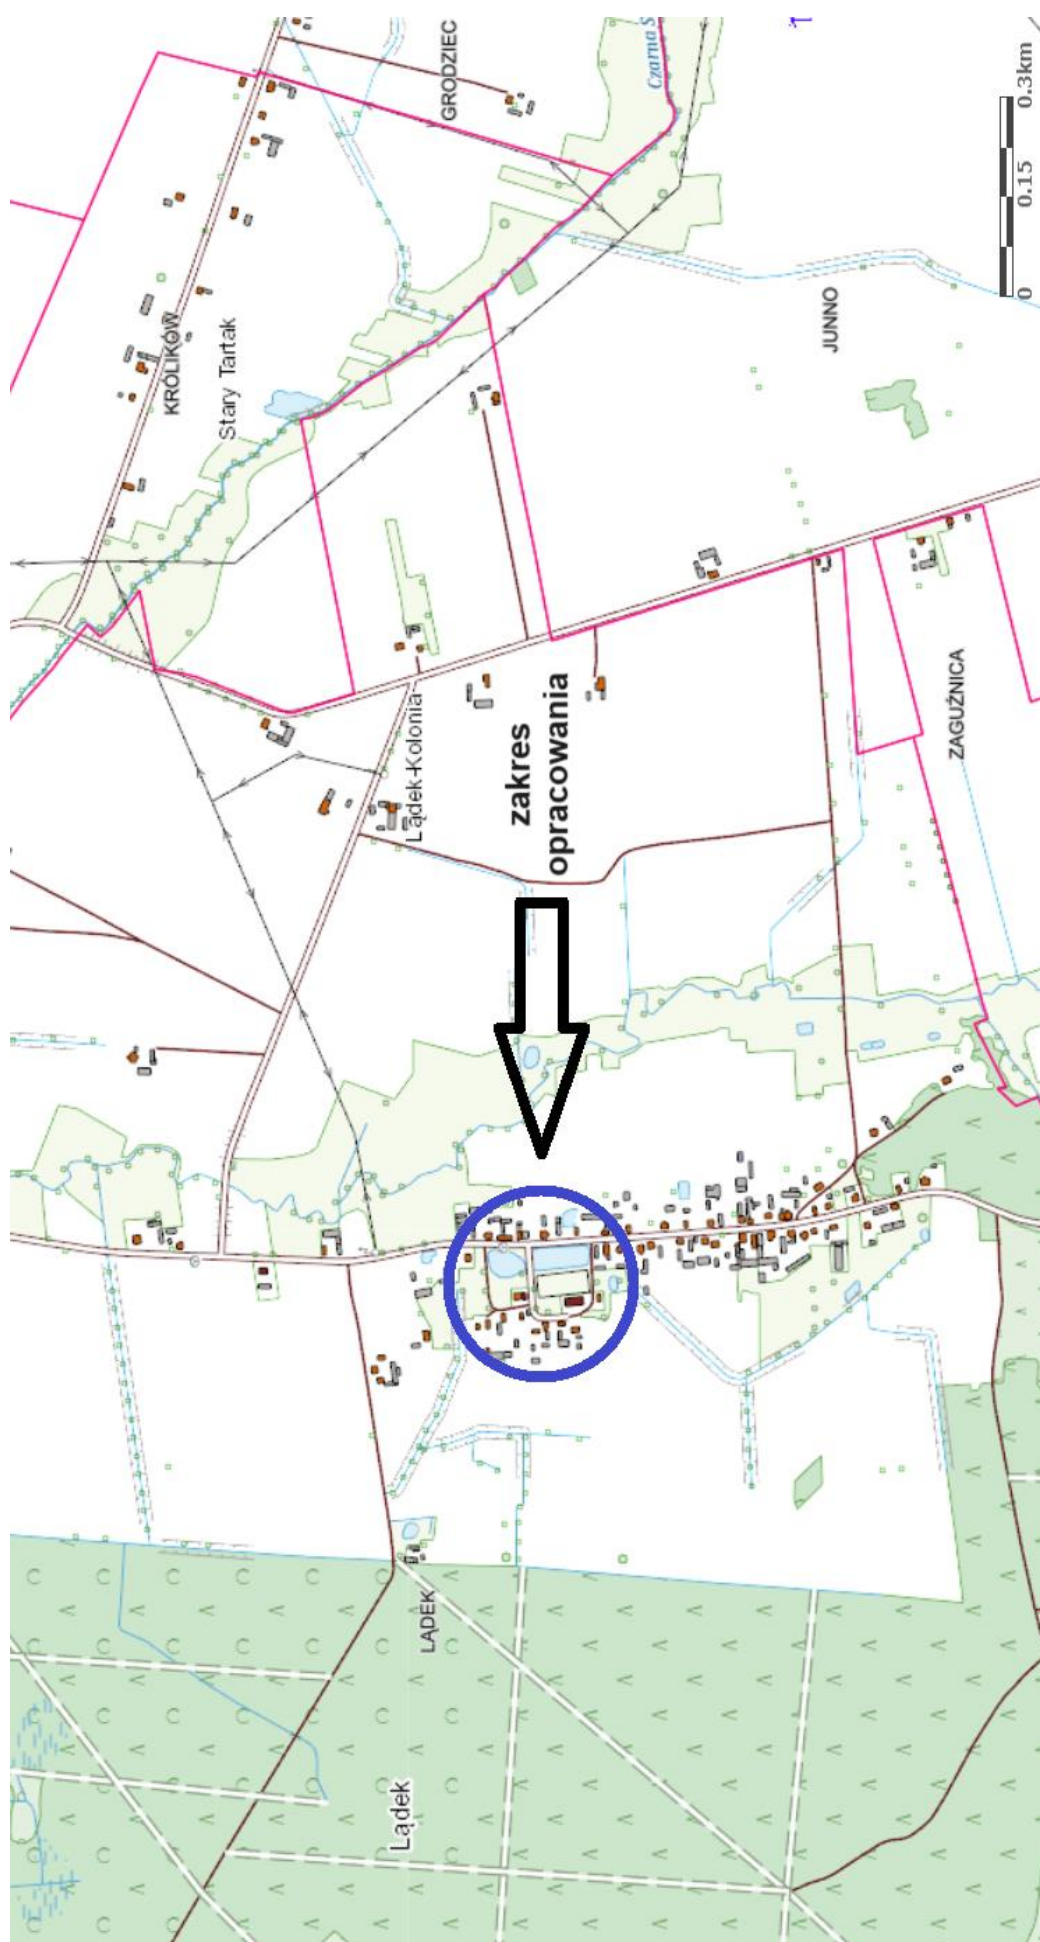 GRODZIEC
Czarna S
KRÓLIKÓW
Stary Tartak
JUNNO
0
0.15
0.3km
Lądek-Kolonia
zakres
opracowania
ZAGUŹNICA
LĄDEK
Lądek